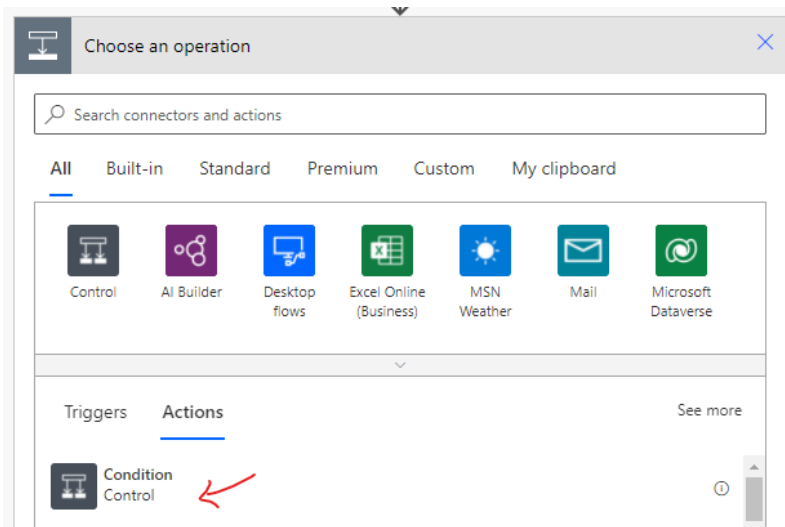 Choose an operation
Search connectors and actions
All Built-in Standard Premium Custom My clipboard
Control AI Builder Desktop flows Excel Online (Business) MSN Weather Mail Microsoft Dataverse
Triggers Actions See more
Condition
Control